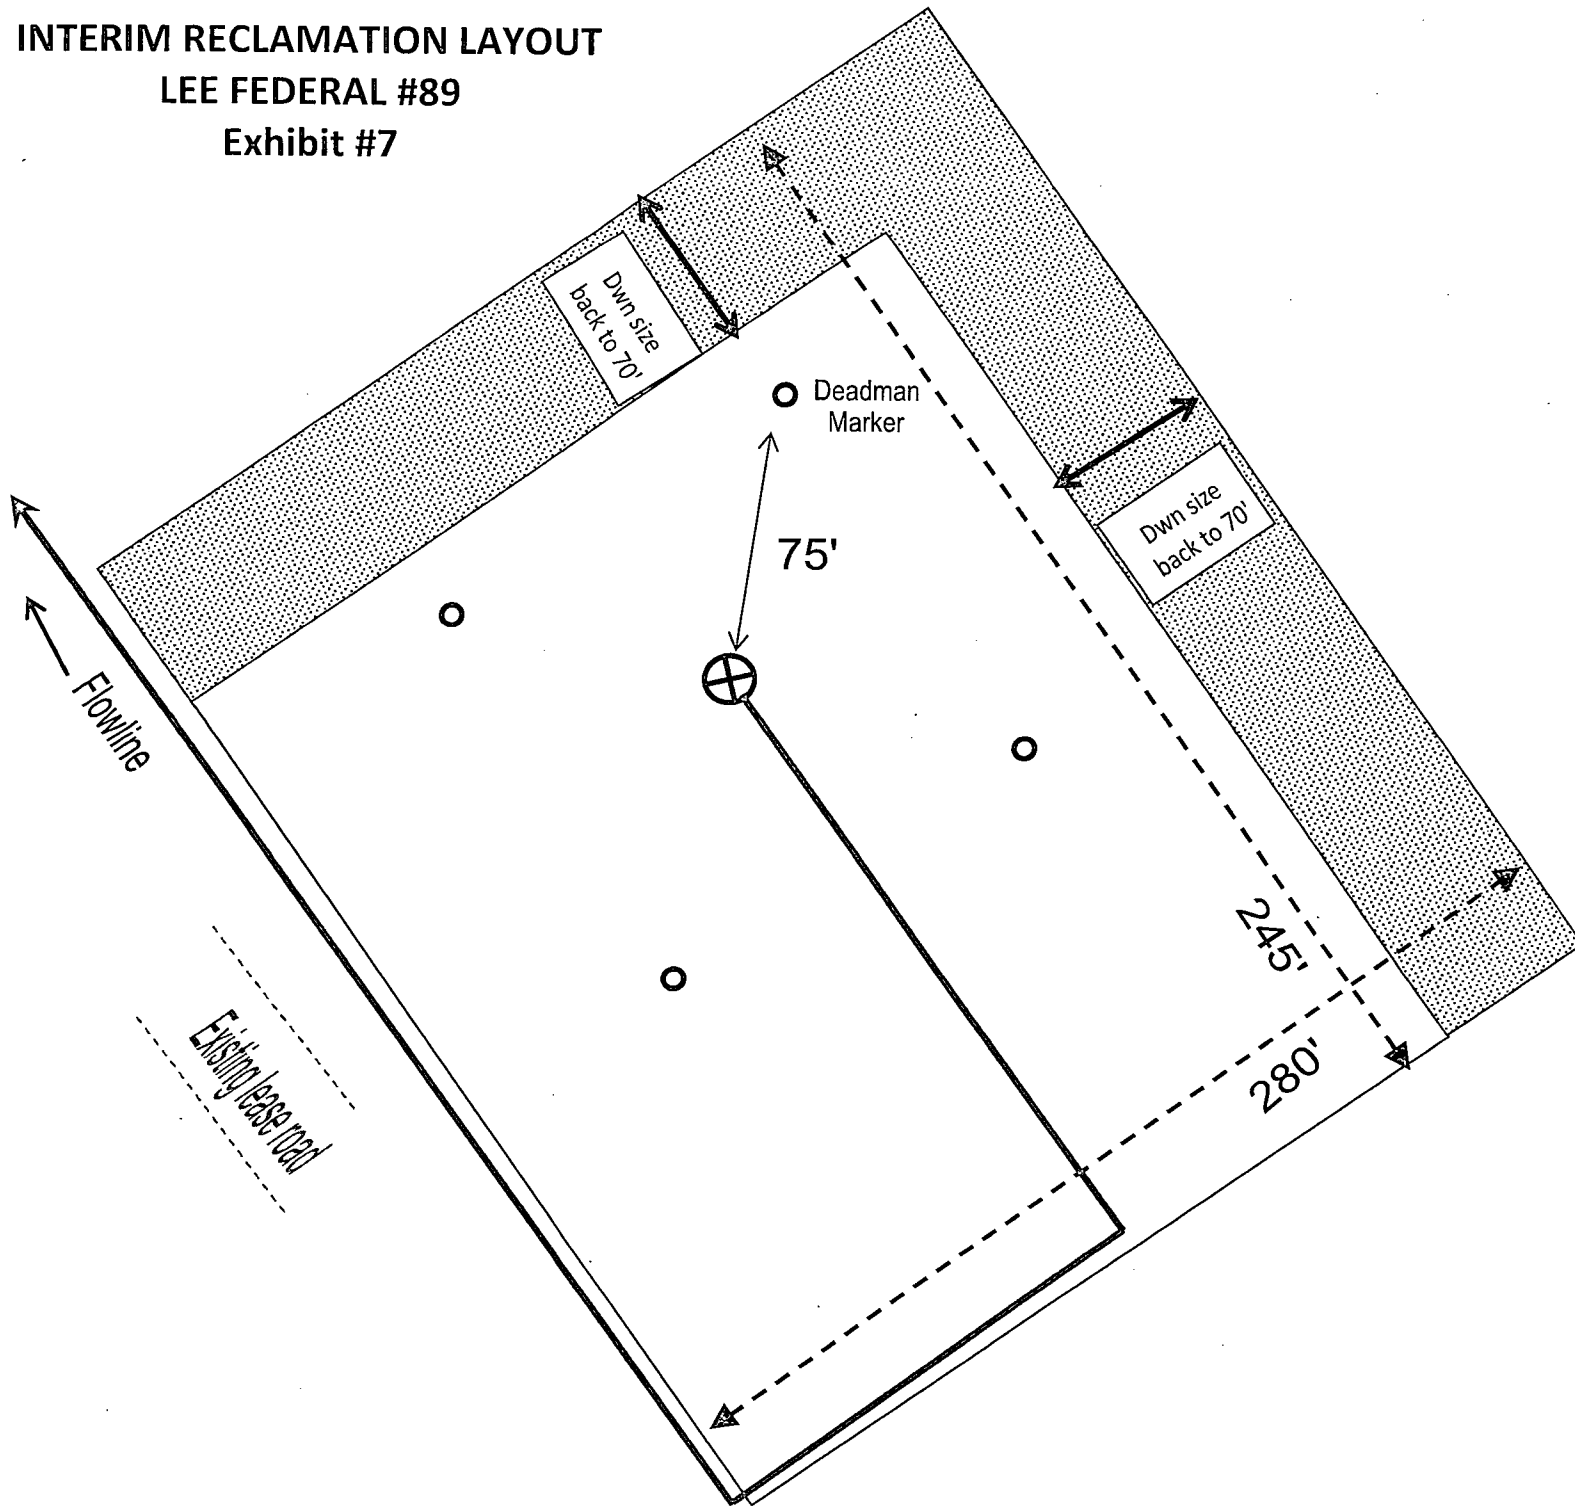 INTERIM RECLAMATION LAYOUT
LEE FEDERAL #89
Exhibit #7
Dwn size
back to 70'
Deadman
Marker
Dwn size
back to 70'
75'
Flowline
245'
Existing lease road
280'